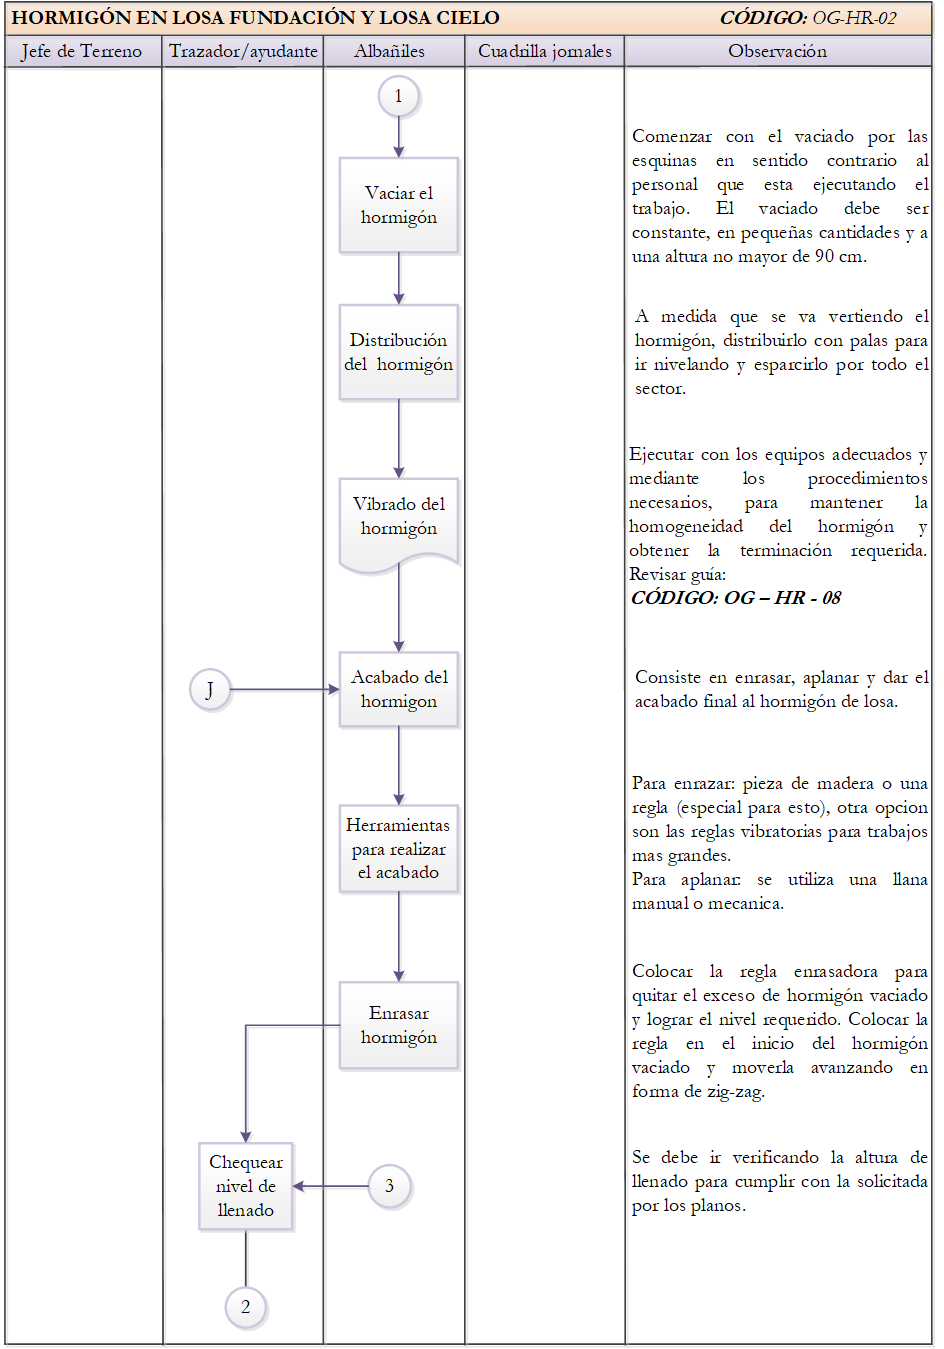 HORMIGÓN EN LOSA FUNDACIÓN Y LOSA CIELO CÓDIGO: OG-HR-02
Jefe de Terreno Trazador/ayudante Albañiles Cuadrilla jornales Observación
1
Vaciar el
hormigón
Comenzar con el vaciado por las
esquinas en sentido contrario al
personal que esta ejecutando el
trabajo. El vaciado debe ser
constante, en pequeñas cantidades y a
una altura no mayor de 90 cm.
Distribución
del hormigón
A medida que se va vertiendo el
hormigón, distribuirlo con palas para
ir nivelando y esparcirlo por todo el
sector.
Vibrado del
hormigón
Ejecutar con los equipos adecuados y
mediante los procedimientos
necesarios, para mantener la
homogeneidad del hormigón y
obtener la terminación requerida.
Revisar guía:
CÓDIGO: OG – HR - 08
J
Acabado del
hormigon
Consiste en enrasar, aplanar y dar el
acabado final al hormigón de losa.
Herramientas
para realizar
el acabado
Para enrazar: pieza de madera o una
regla (especial para esto), otra opcion
son las reglas vibratorias para trabajos
mas grandes.
Para aplanar: se utiliza una llana
manual o mecanica.
Enrasar
hormigón
Colocar la regla enrasadora para
quitar el exceso de hormigón vaciado
y lograr el nivel requerido. Colocar la
regla en el inicio del hormigón
vaciado y moverla avanzando en
forma de zig-zag.
Chequear
nivel de
llenado
3
Se debe ir verificando la altura de
llenado para cumplir con la solicitada
por los planos.
2